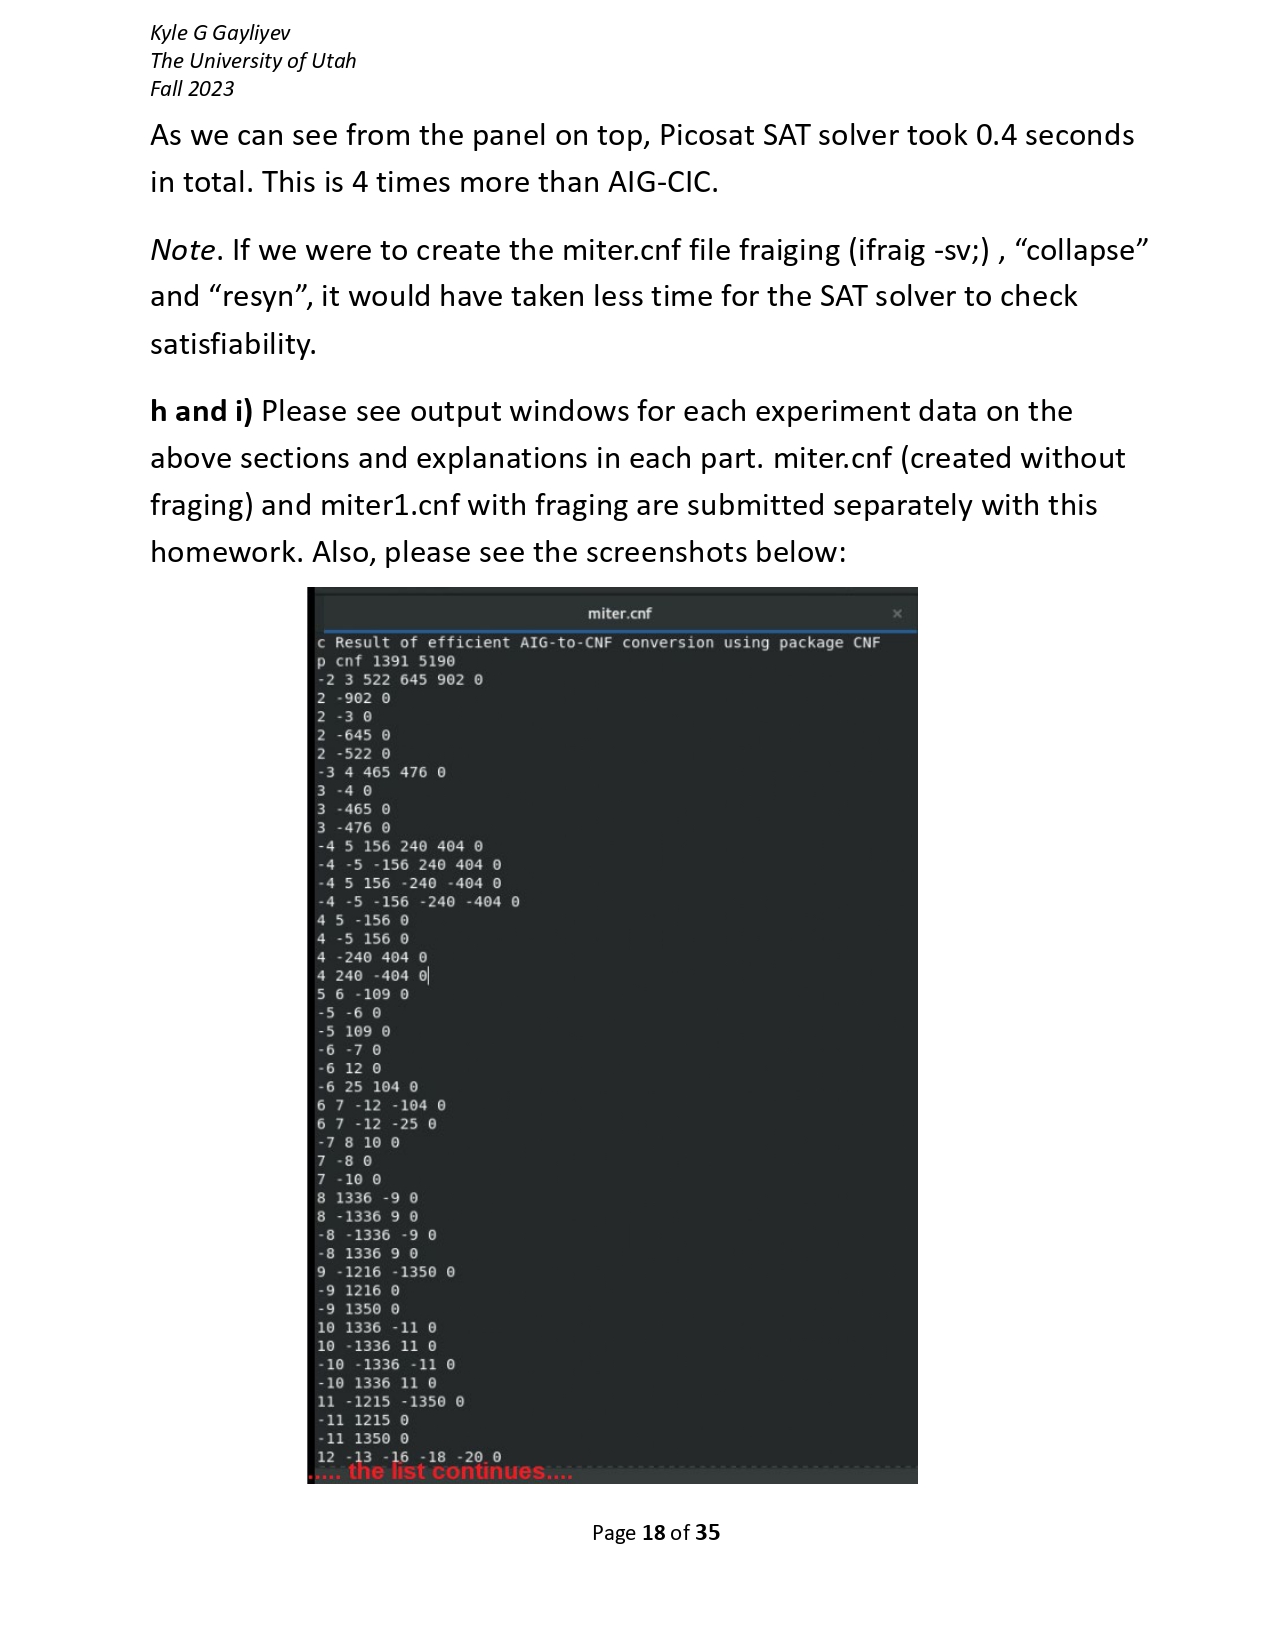 Kyle G Gayliyev
The University of Utah
Fall 2023
As we can see from the panel on top, Picosat SAT solver took 0.4 seconds
in total. This is 4 times more than AIG-CIC.
Note. If we were to create the miter.cnf file fraiging (ifraig -sv;) , “collapse”
and “resyn”, it would have taken less time for the SAT solver to check
satisfiability.
h and i) Please see output windows for each experiment data on the
above sections and explanations in each part. miter.cnf (created without
fraging) and miter1.cnf with fraging are submitted separately with this
homework. Also, please see the screenshots below:
miter.cnf ×
c Result of efficient AIG-to-CNF conversion using package CNF
p cnf 1391 5190
-2 3 522 645 902 0
2 -902 0
2 -3 0
2 -645 0
2 -522 0
-3 4 465 476 0
3 -4 0
3 -465 0
3 -476 0
-4 5 156 240 404 0
-4 -5 -156 240 404 0
-4 5 156 -240 -404 0
-4 -5 -156 -240 -404 0
4 5 -156 0
4 -5 156 0
4 -240 404 0
4 240 -404 0
5 6 -109 0
-5 -6 0
-5 109 0
-6 -7 0
-6 12 0
-6 25 104 0
6 7 -12 -104 0
6 7 -12 -25 0
-7 8 10 0
7 -8 0
7 -10 0
8 1336 -9 0
8 -1336 9 0
-8 -1336 -9 0
-8 1336 9 0
9 -1216 -1350 0
-9 1216 0
-9 1350 0
10 1336 -11 0
10 -1336 11 0
-10 -1336 -11 0
-10 1336 11 0
11 -1215 -1350 0
-11 1215 0
-11 1350 0
12 -13 -16 -18 -20 0
..... the list continues....
Page 18 of 35